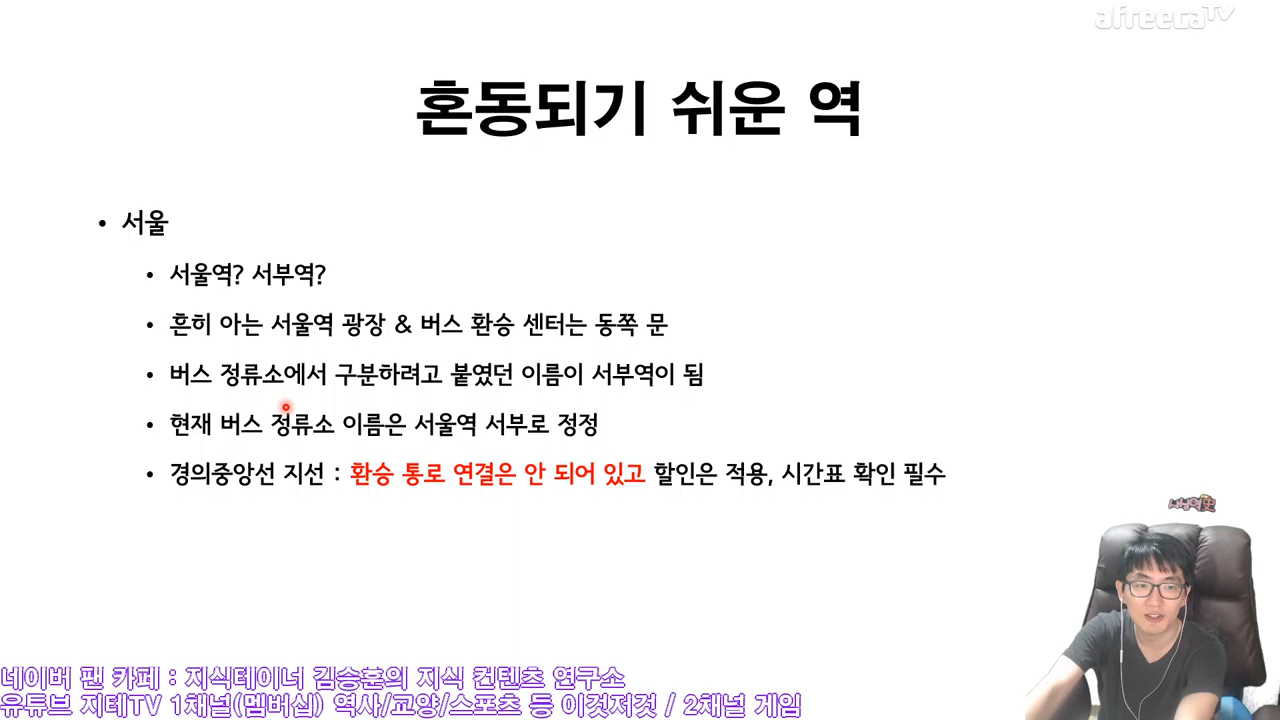 afreecaTV
혼동되기 쉬운 역
• 서울
• 서울역? 서부역?
• 흔히 아는 서울역 광장 & 버스 환승 센터는 동쪽 문
• 버스 정류소에서 구분하려고 붙였던 이름이 서부역이 됨
• 현재 버스 정류소 이름은 서울역 서부로 정정
• 경의중앙선 지선 : 환승 통로 연결은 안 되어 있고 할인은 적용, 시간표 확인 필수
네이버 팬 카페 : 지식테이너 김승훈의 지식 컨텐츠 연구소
유튜브 지테TV 1채널(멤버십) 역사/교양/스포츠 등 이것저것 / 2채널 게임